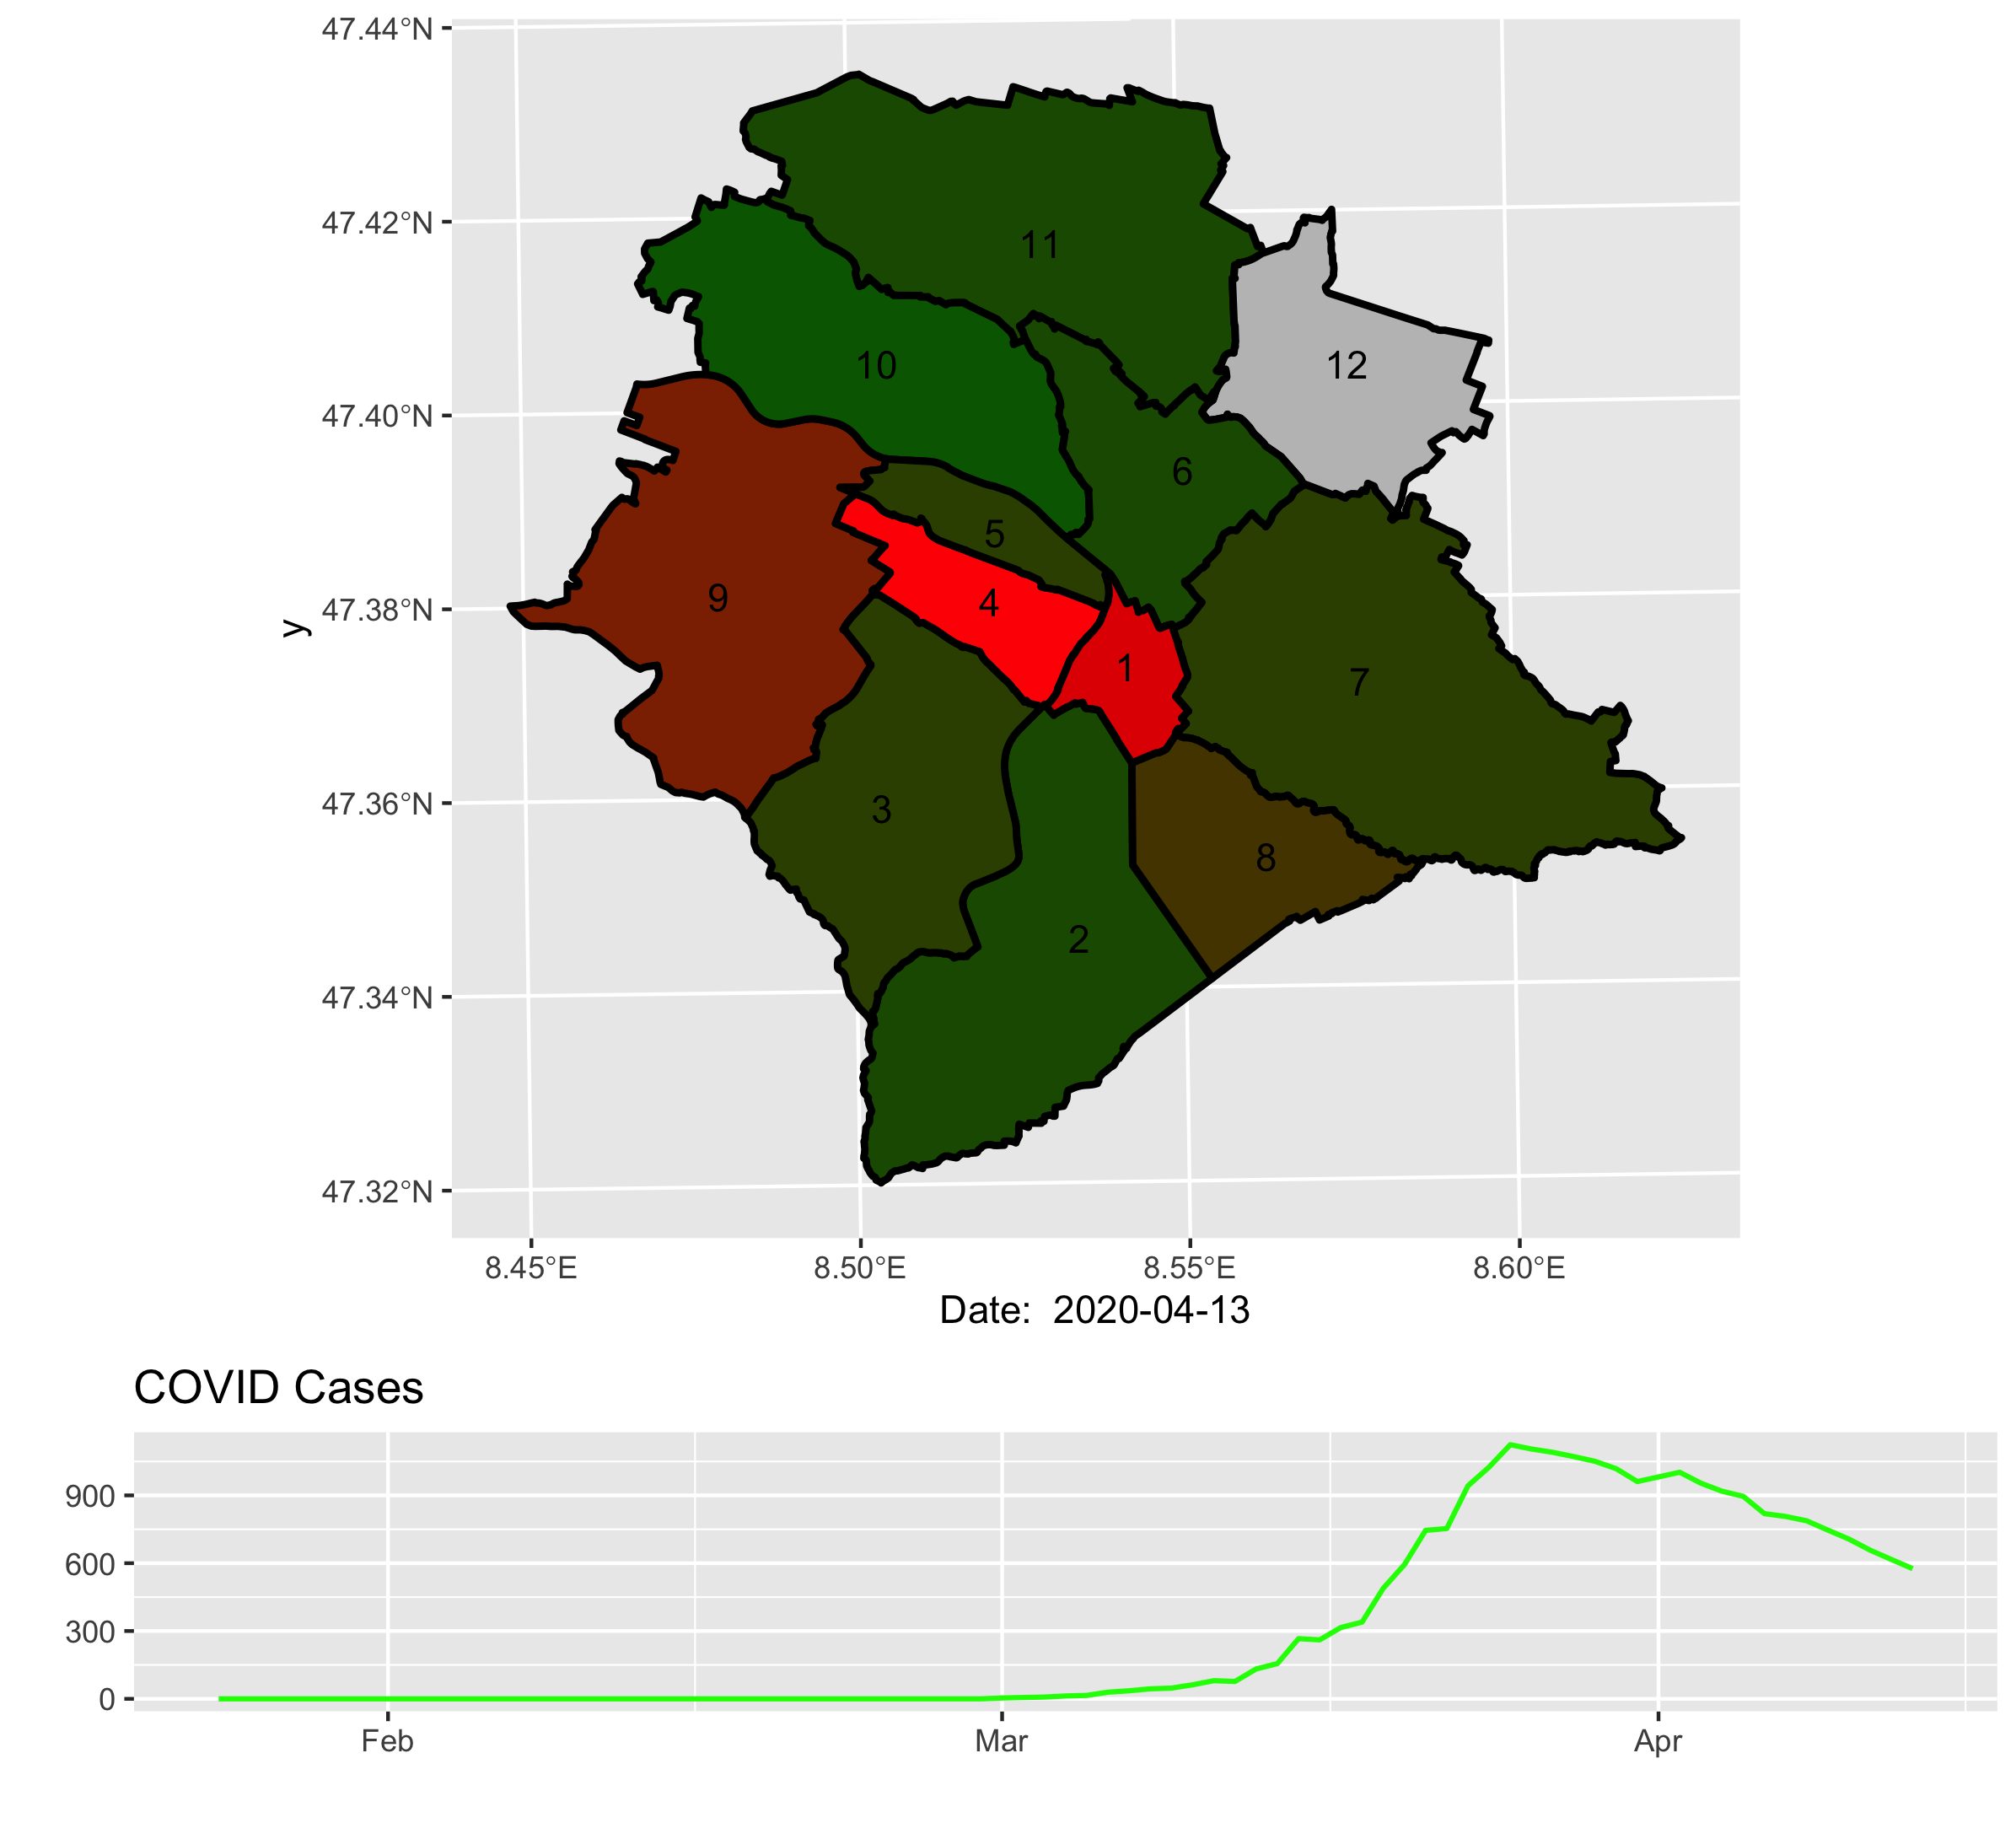 47.44°N
47.42°N
47.40°N
47.38°N
47.36°N
47.34°N
47.32°N
y
11
10
12
6
5
9
4
1
7
3
8
2
8.45°E 8.50°E 8.55°E 8.60°E
Date: 2020-04-13
COVID Cases
900
600
300
0
Feb Mar Apr